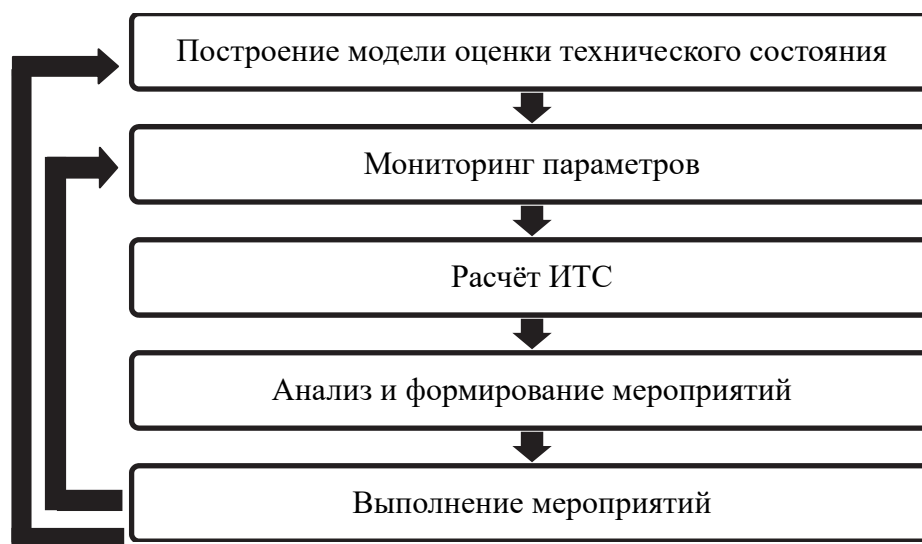 Построение модели оценки технического состояния
Мониторинг параметров
Расчёт ИТС
Анализ и формирование мероприятий
Выполнение мероприятий